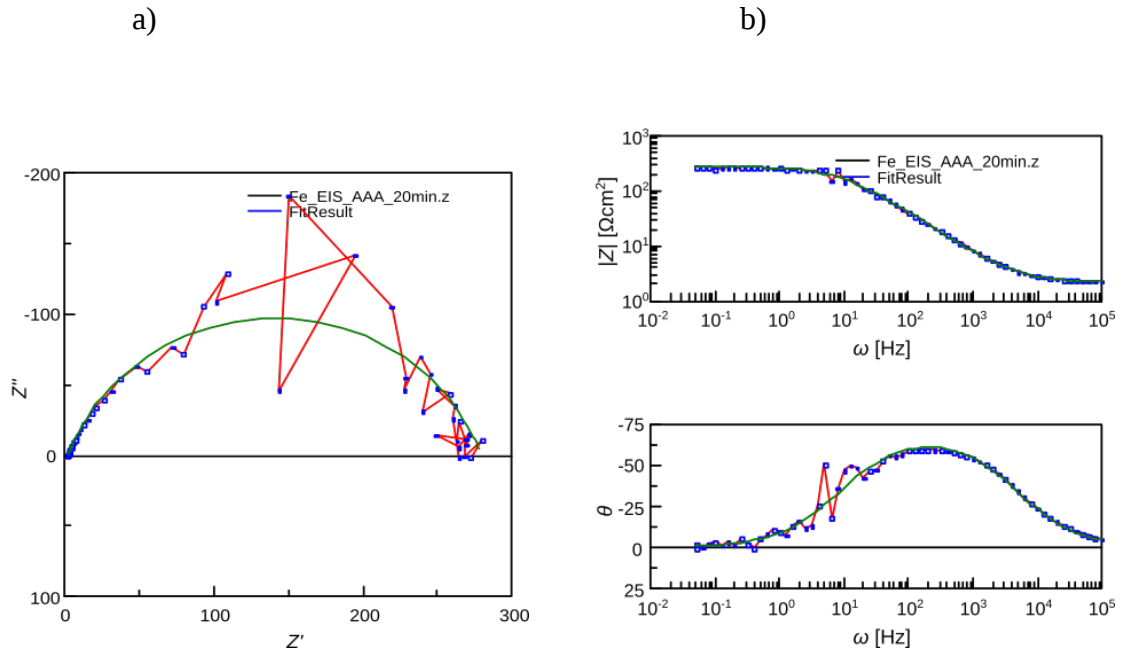 a)
b)
-200
-100
0
100
Z''
Fe_EIS_AAA_20min.z
FitResult
0
100
200
300
Z'
10³
10²
10¹
10⁰
|Z| [Ωcm²]
Fe_EIS_AAA_20min.z
FitResult
10⁻² 10⁻¹ 10⁰ 10¹ 10² 10³ 10⁴ 10⁵
ω [Hz]
-75
-50
-25
0
25
θ
10⁻² 10⁻¹ 10⁰ 10¹ 10² 10³ 10⁴ 10⁵
ω [Hz]